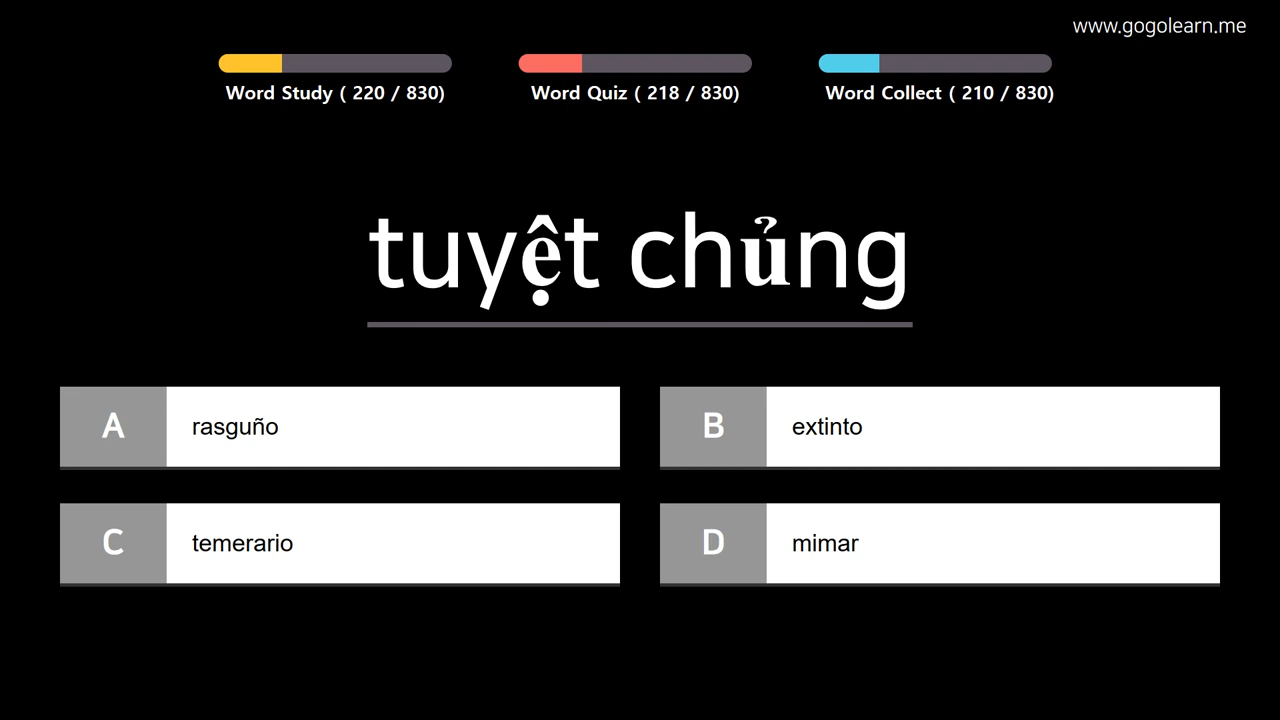 www.gogolearn.me
Word Study ( 220 / 830)
Word Quiz ( 218 / 830)
Word Collect ( 210 / 830)
tuyệt chủng
A
rasguño
B
extinto
C
temerario
D
mimar